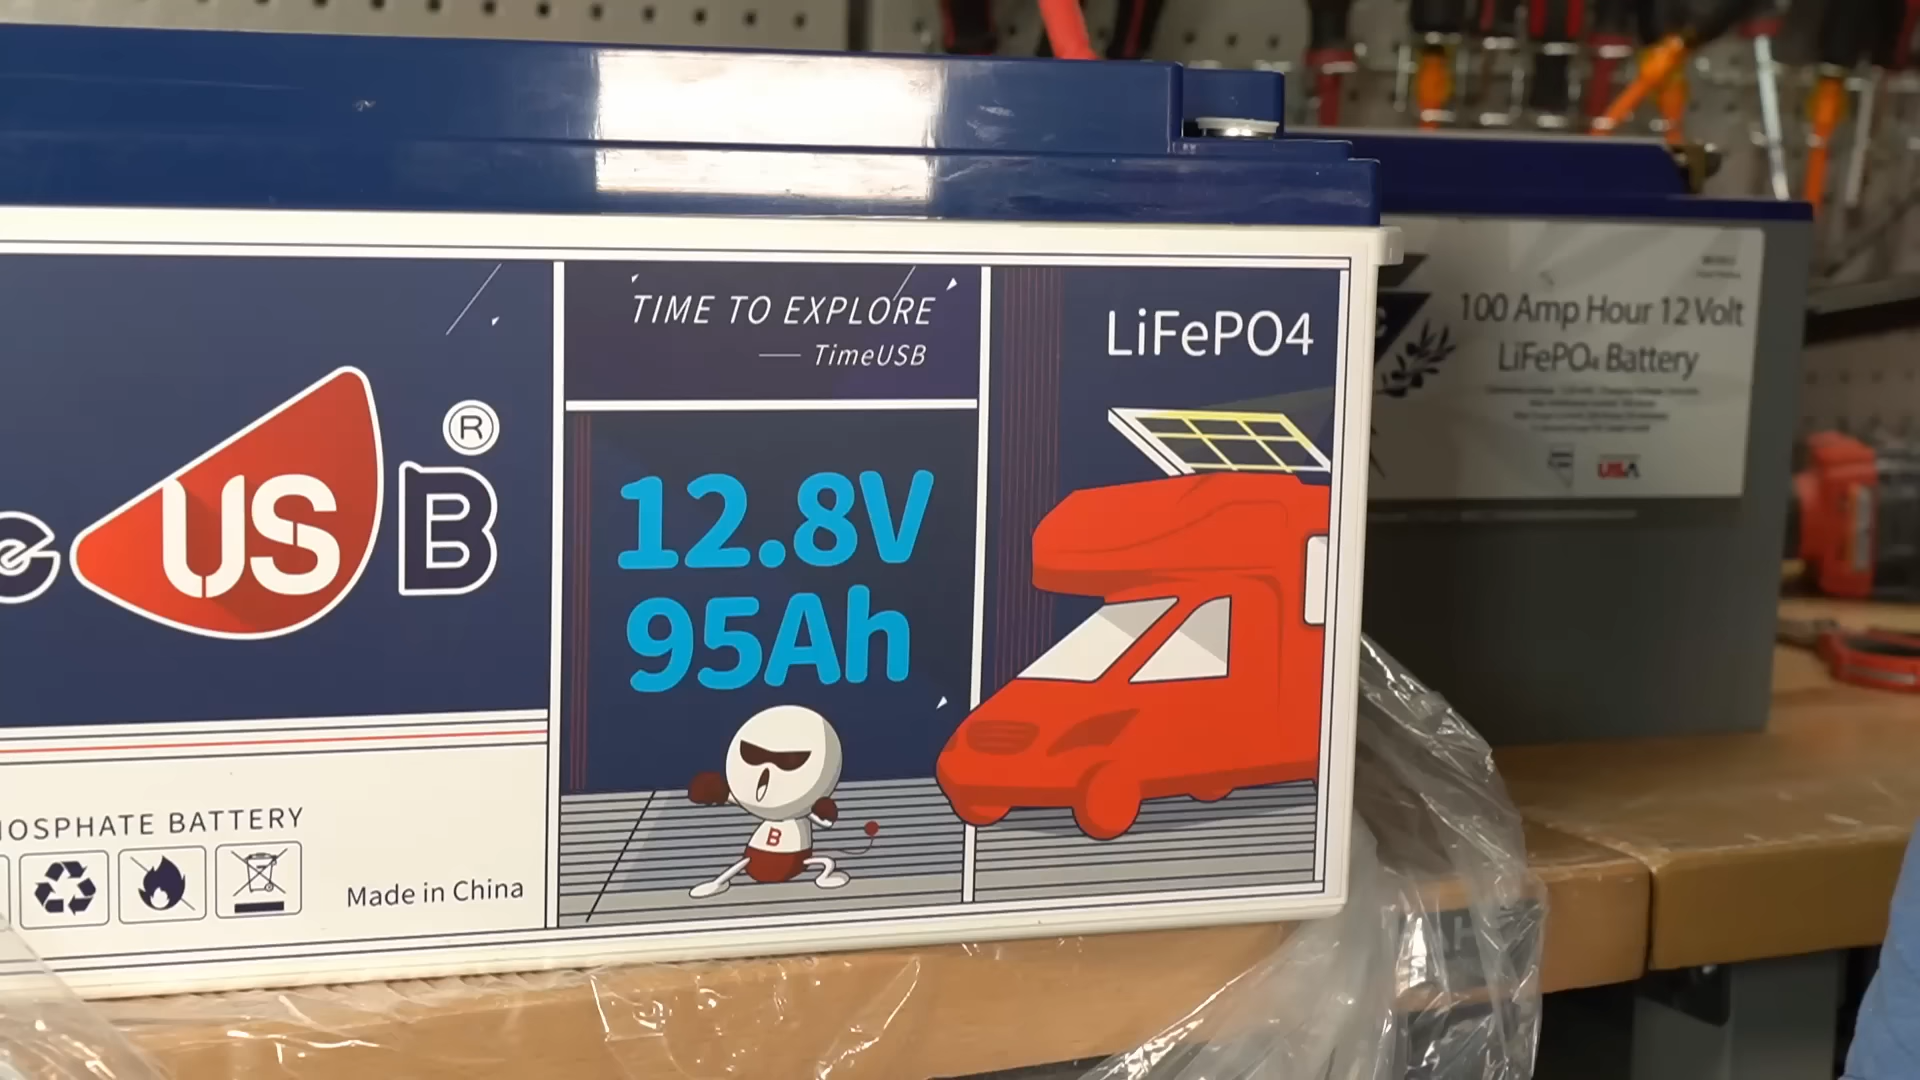 e US B ®
TIME TO EXPLORE
— TimeUSB
12.8V
95Ah
LiFePO4
B
OSPHATE BATTERY
Made in China
100 Amp Hour 12 Volt
LiFePO₄ Battery
USA